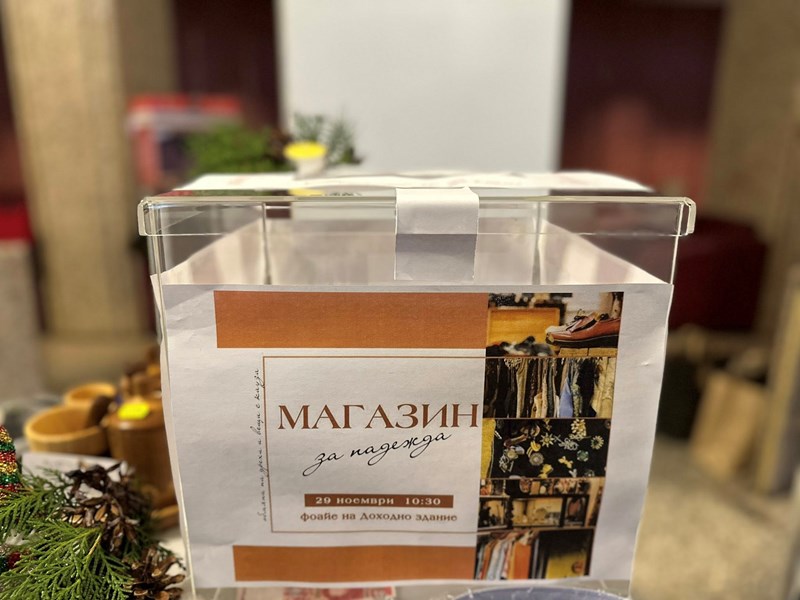 МАГАЗИН
за надежда
29 ноември 10:30
фоайе на Доходно здание